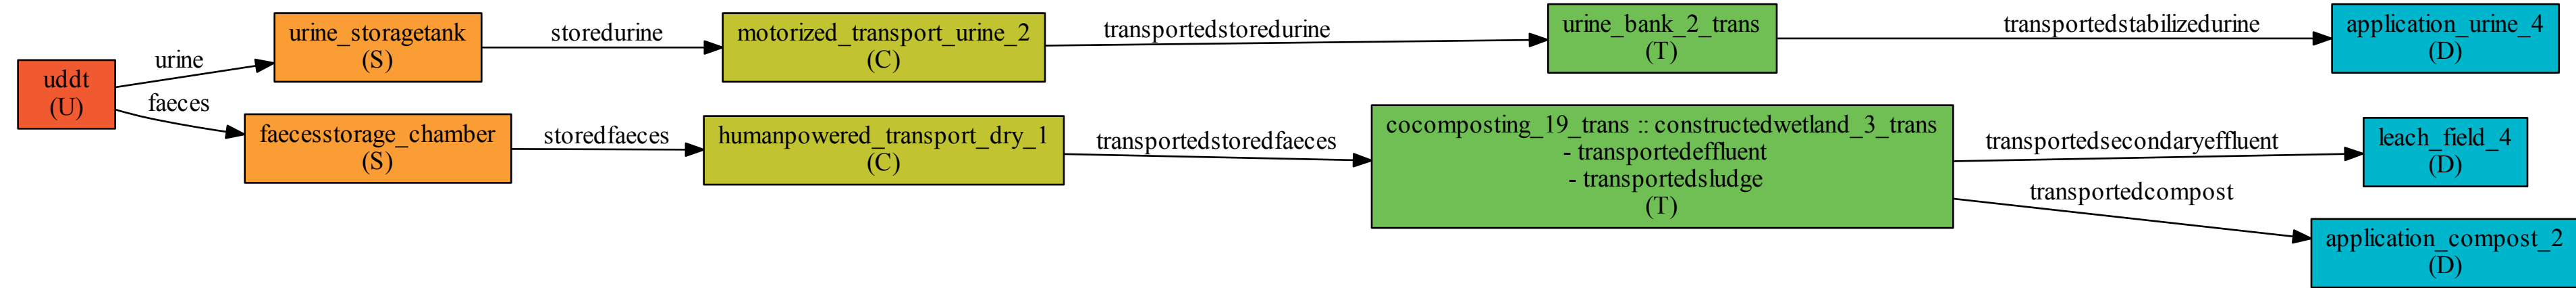 uddt
(U)
urine
faeces
urine_storagetank
(S)
faecesstorage_chamber
(S)
storedurine
storedfaeces
motorized_transport_urine_2
(C)
humanpowered_transport_dry_1
(C)
transportedstoredurine
transportedstoredfaeces
urine_bank_2_trans
(T)
cocomposting_19_trans :: constructedwetland_3_trans
- transportedeffluent
- transportedsludge
(T)
transportedstabilizedurine
transportedsecondaryeffluent
transportedcompost
application_urine_4
(D)
leach_field_4
(D)
application_compost_2
(D)